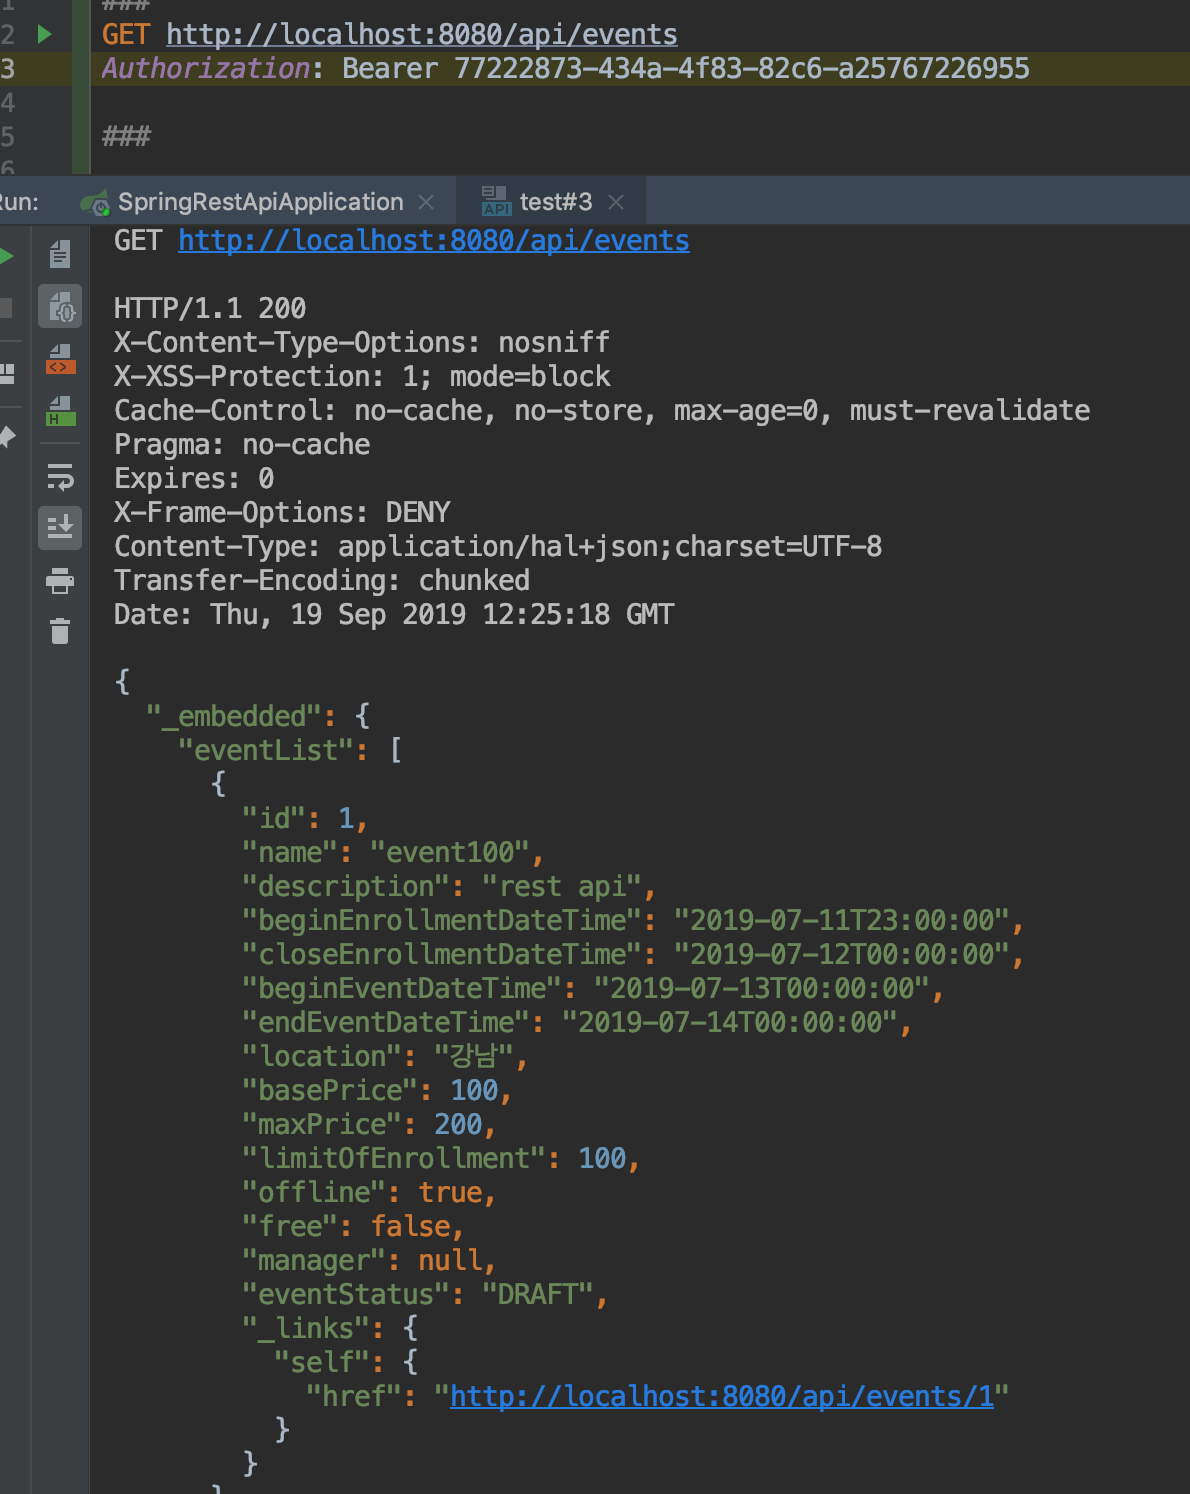 ###
2 GET http://localhost:8080/api/events
3 Authorization: Bearer 77222873-434a-4f83-82c6-a25767226955
4
5 ###
6
SpringRestApiApplication × test#3 ×
GET http://localhost:8080/api/events
HTTP/1.1 200
X-Content-Type-Options: nosniff
X-XSS-Protection: 1; mode=block
Cache-Control: no-cache, no-store, max-age=0, must-revalidate
Pragma: no-cache
Expires: 0
X-Frame-Options: DENY
Content-Type: application/hal+json;charset=UTF-8
Transfer-Encoding: chunked
Date: Thu, 19 Sep 2019 12:25:18 GMT
{
"_embedded": {
"eventList": [
{
"id": 1,
"name": "event100",
"description": "rest api",
"beginEnrollmentDateTime": "2019-07-11T23:00:00",
"closeEnrollmentDateTime": "2019-07-12T00:00:00",
"beginEventDateTime": "2019-07-13T00:00:00",
"endEventDateTime": "2019-07-14T00:00:00",
"location": "강남",
"basePrice": 100,
"maxPrice": 200,
"limitOfEnrollment": 100,
"offline": true,
"free": false,
"manager": null,
"eventStatus": "DRAFT",
"_links": {
"self": {
"href": "http://localhost:8080/api/events/1"
}
}